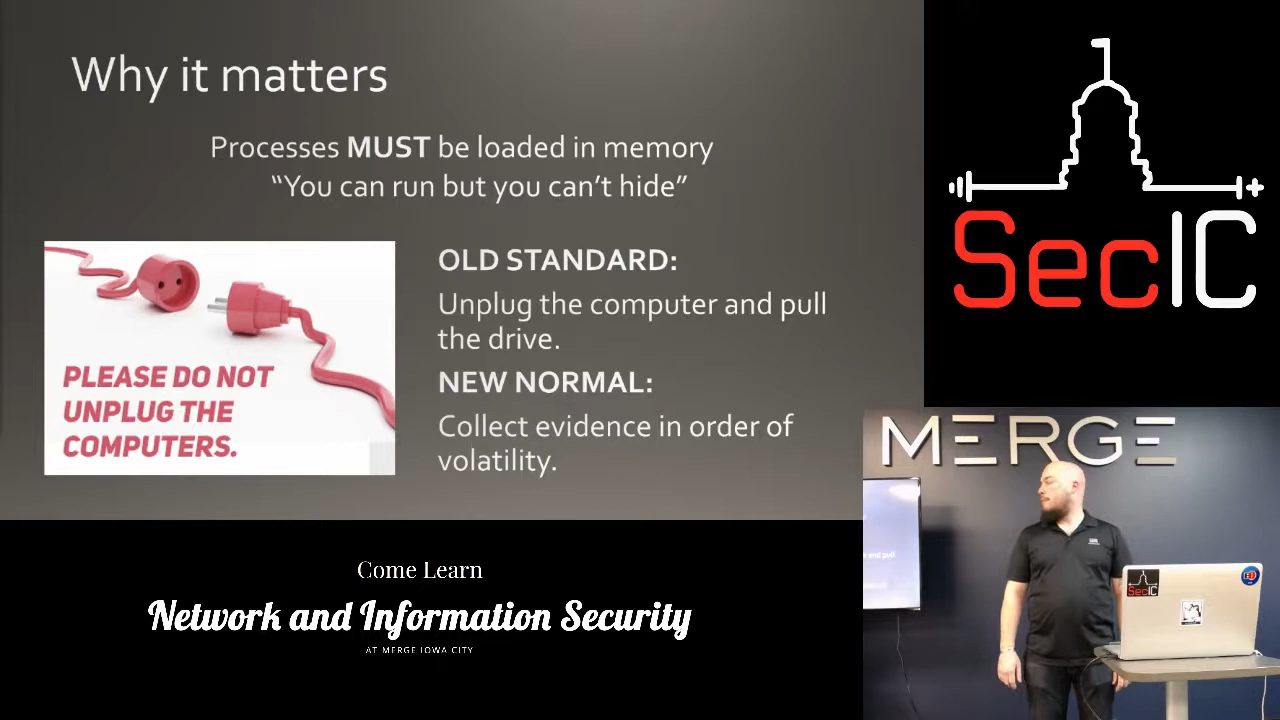 Why it matters
Processes MUST be loaded in memory
“You can run but you can’t hide”
PLEASE DO NOT
UNPLUG THE
COMPUTERS.
OLD STANDARD:
Unplug the computer and pull
the drive.
NEW NORMAL:
Collect evidence in order of
volatility.
SecIC
MERGE
and pull
SecIC
Come Learn
Network and Information Security
AT MERGE IOWA CITY